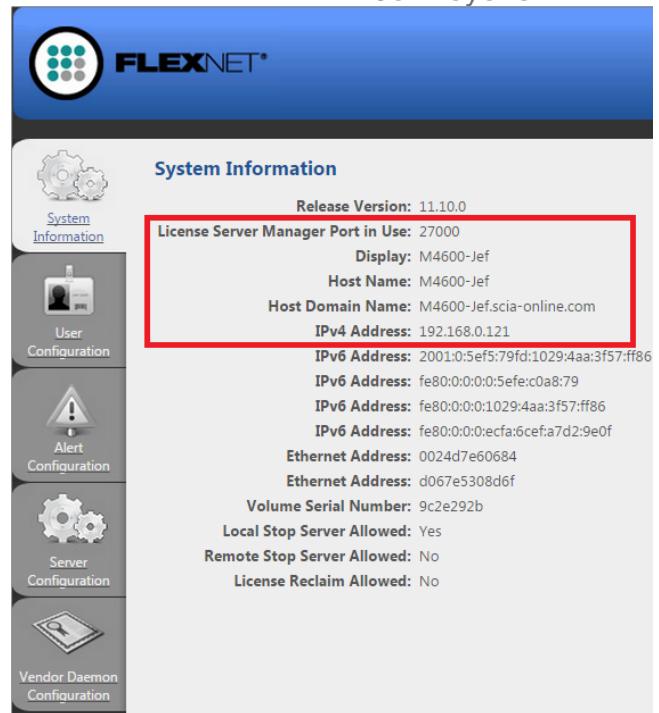 FLEXNET
System Information
Release Version: 11.10.0
License Server Manager Port in Use: 27000
Display: M4600-Jef
Host Name: M4600-Jef
Host Domain Name: M4600-Jef.scia-online.com
IPv4 Address: 192.168.0.121
IPv6 Address: 2001:0:5ef5:79fd:1029:4aa:3f57:ff86
IPv6 Address: fe80:0:0:0:0:5efe:c0a8:79
IPv6 Address: fe80:0:0:0:1029:4aa:3f57:ff86
IPv6 Address: fe80:0:0:0:ecfa:6cef:a7d2:9e0f
Ethernet Address: 0024d7e60684
Ethernet Address: d067e5308d6f
Volume Serial Number: 9c2e292b
Local Stop Server Allowed: Yes
Remote Stop Server Allowed: No
License Reclaim Allowed: No
System
Information
User
Configuration
Alert
Configuration
Server
Configuration
Vendor Daemon
Configuration